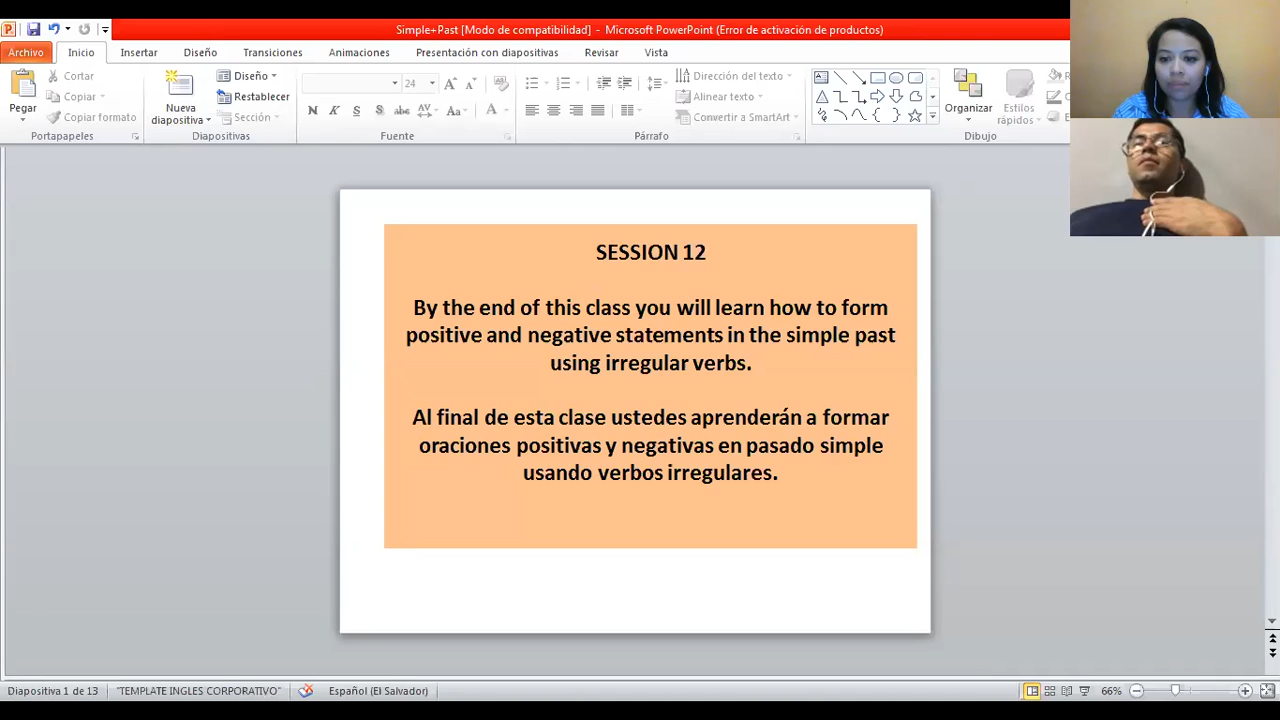 Simple+Past [Modo de compatibilidad] - Microsoft PowerPoint (Error de activación de productos)
Archivo Inicio Insertar Diseño Transiciones Animaciones Presentación con diapositivas Revisar Vista
Pegar
Cortar
Copiar
Copiar formato
Portapapeles
Nueva
diapositiva
Diseño
Restablecer
Sección
Diapositivas
24
N K S abc AV Aa A
Fuente
Dirección del texto
Alinear texto
Convertir a SmartArt
Párrafo
Organizar
Estilos
rápidos
Dibujo
SESSION 12
By the end of this class you will learn how to form
positive and negative statements in the simple past
using irregular verbs.
Al final de esta clase ustedes aprenderán a formar
oraciones positivas y negativas en pasado simple
usando verbos irregulares.
Diapositiva 1 de 13 "TEMPLATE INGLES CORPORATIVO" Español (El Salvador) 66%